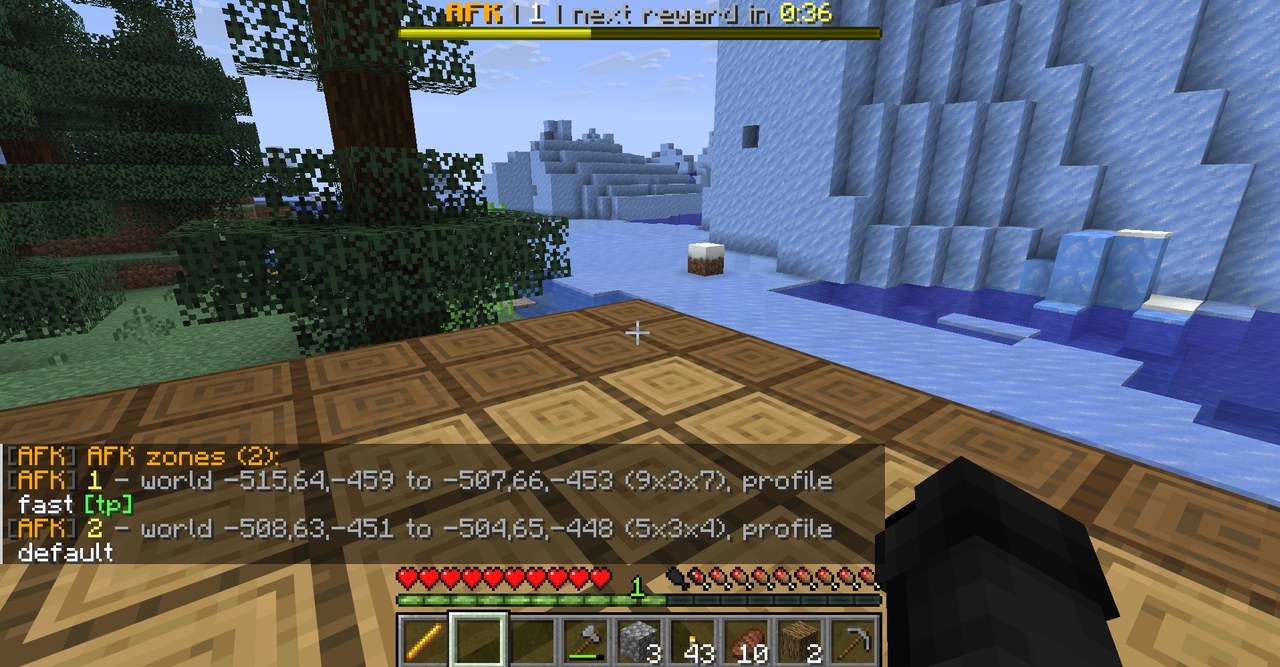 AFK | 1 | next reward in 0:36
[AFK] AFK zones (2):
[AFK] 1 - world -515,64,-459 to -507,66,-453 (9x3x7), profile
fast [tp]
[AFK] 2 - world -508,63,-451 to -504,65,-448 (5x3x4), profile
default
1
3 43 10 2